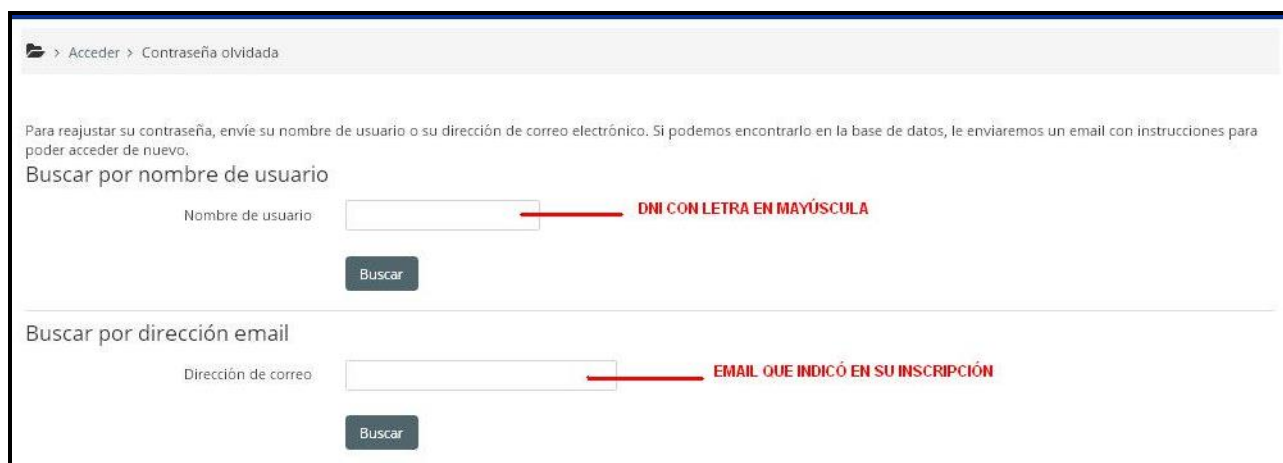 > Acceder > Contraseña olvidada
Para reajustar su contraseña, envíe su nombre de usuario o su dirección de correo electrónico. Si podemos encontrarlo en la base de datos, le enviaremos un email con instrucciones para
poder acceder de nuevo.
Buscar por nombre de usuario
Nombre de usuario DNI CON LETRA EN MAYÚSCULA
Buscar
Buscar por dirección email
Dirección de correo EMAIL QUE INDICÓ EN SU INSCRIPCIÓN
Buscar